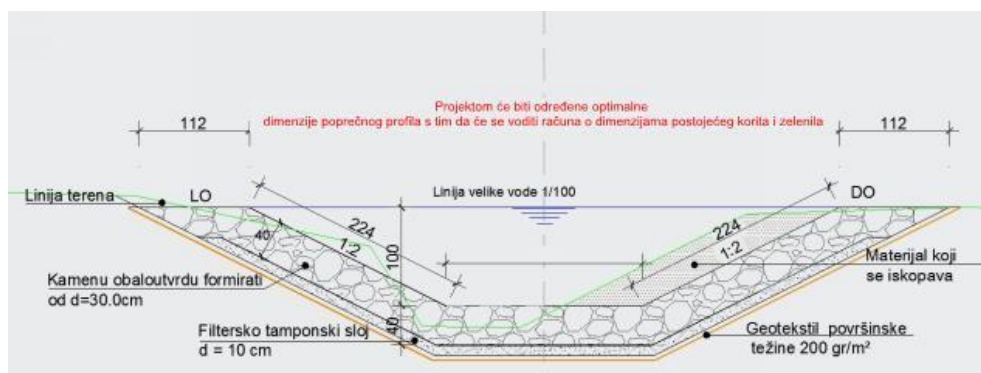 Projektom će biti određene optimalne
dimenzije poprečnog profila s tim da će se voditi računa o dimenzijama postojećeg korita i zelenila
112
112
Linija terena
LO
Linija velike vode 1/100
DO
224
1:2
40
100
224
1:2
Kamenu obaloutvrdu formirati
od d=30.0cm
Materijal koji
se iskopava
40
Filtersko tamponski sloj
d = 10 cm
Geotekstil površinske
težine 200 gr/m²